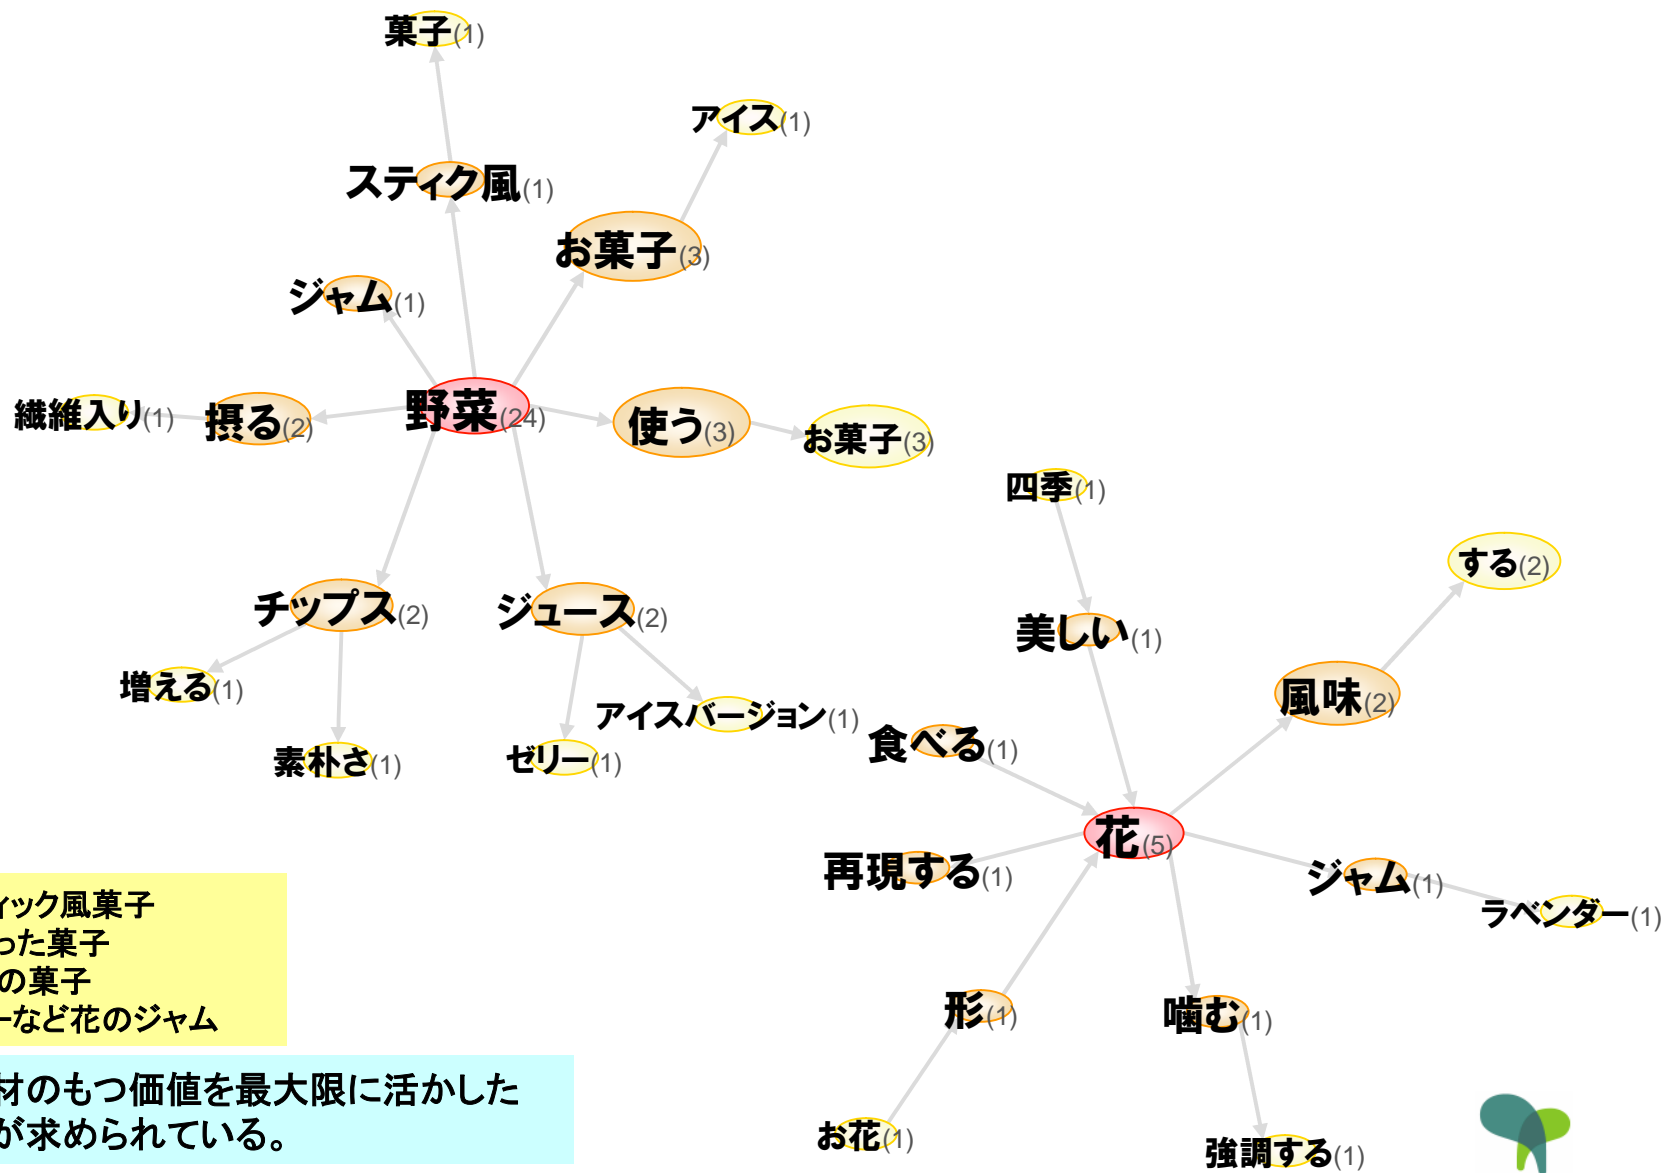 菓子(1)
アイス(1)
スティク風(1)
お菓子(3)
ジャム(1)
繊維入り(1)
摂る(2)
野菜(24)
使う(3)
お菓子(3)
四季(1)
する(2)
チップス(2)
ジュース(2)
美しい(1)
増える(1)
風味(2)
アイスバージョン(1)
素朴さ(1)
ゼリー(1)
食べる(1)
花(5)
再現する(1)
ジャム(1)
ラベンダー(1)
形(1)
噛む(1)
お花(1)
強調する(1)
ィック風菓子
った菓子
の菓子
ーなど花のジャム
材のもつ価値を最大限に活かした
が求められている。